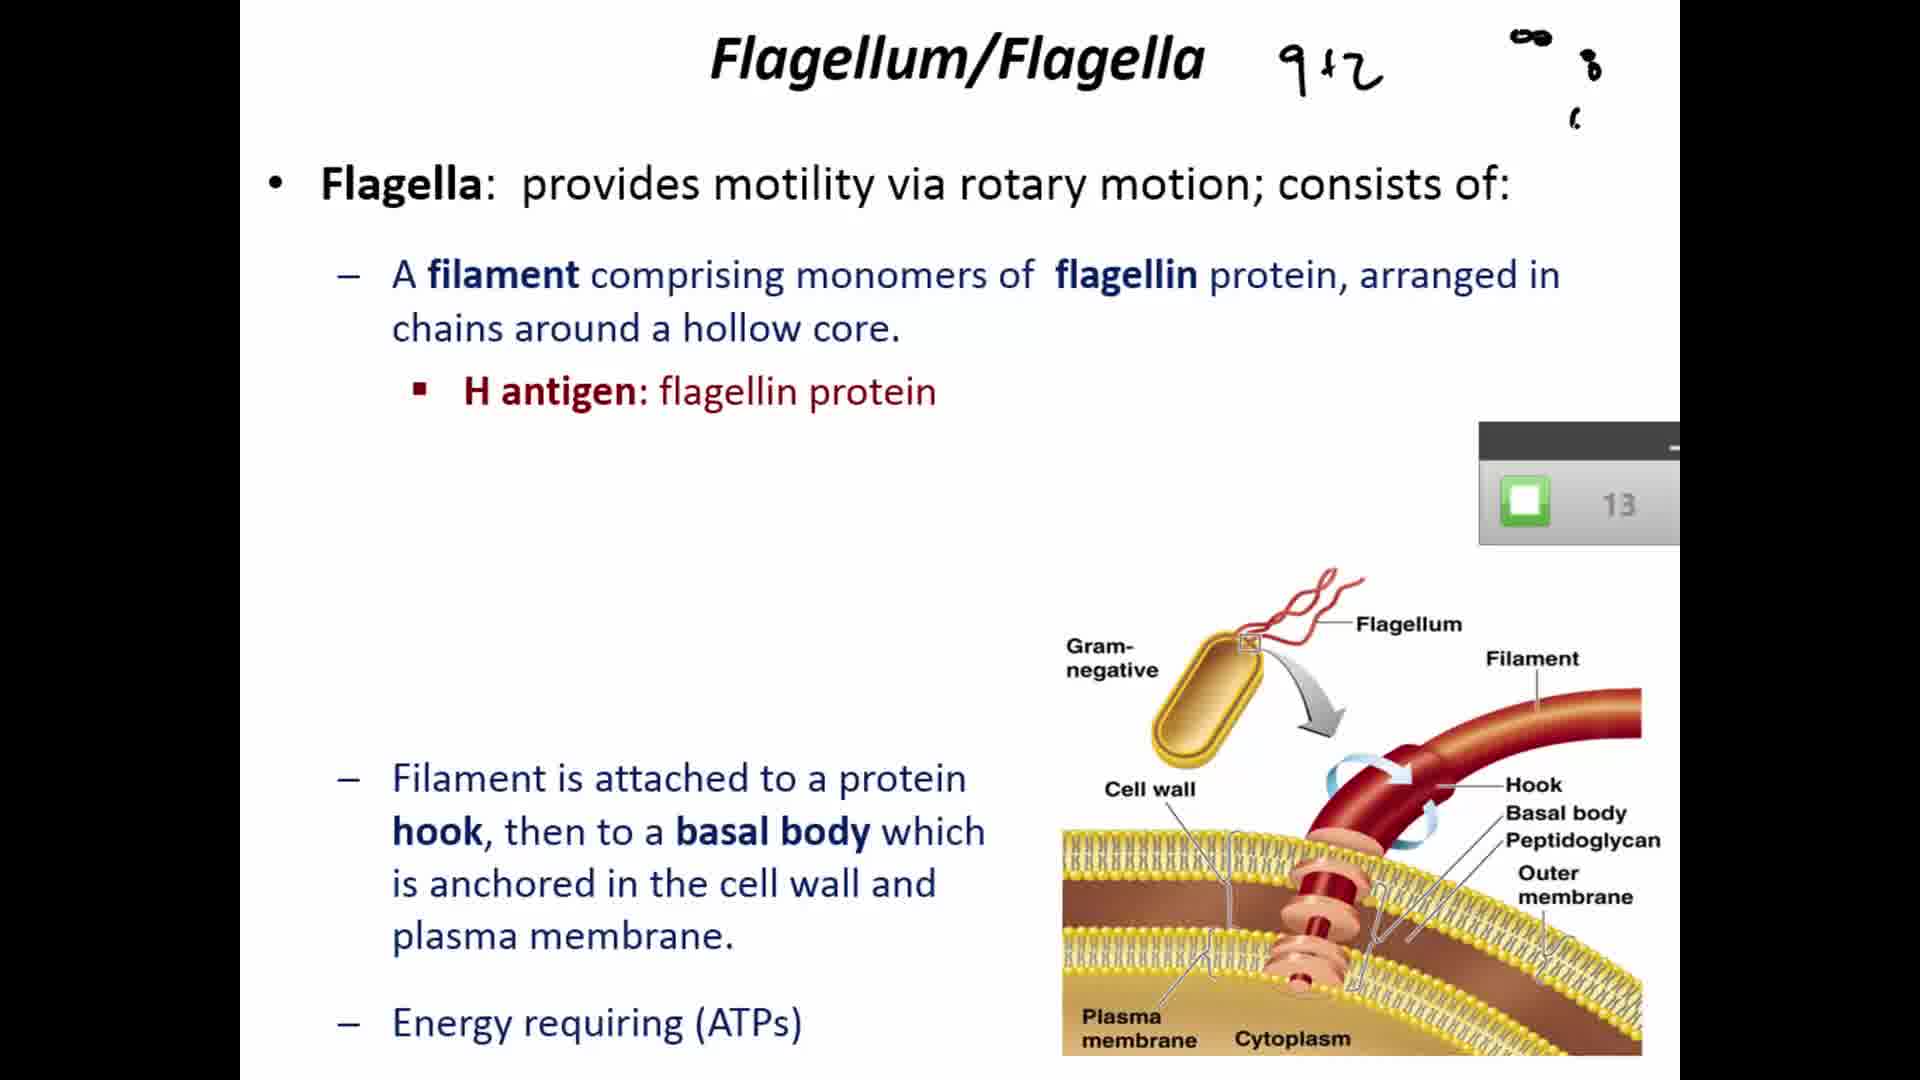 Flagellum/Flagella 9+2
• Flagella: provides motility via rotary motion; consists of:
– A filament comprising monomers of flagellin protein, arranged in
chains around a hollow core.
▪ H antigen: flagellin protein
13
– Filament is attached to a protein
hook, then to a basal body which
is anchored in the cell wall and
plasma membrane.
– Energy requiring (ATPs)
Flagellum
Gram-
negative
Filament
Cell wall
Hook
Basal body
Peptidoglycan
Outer
membrane
Plasma
membrane
Cytoplasm